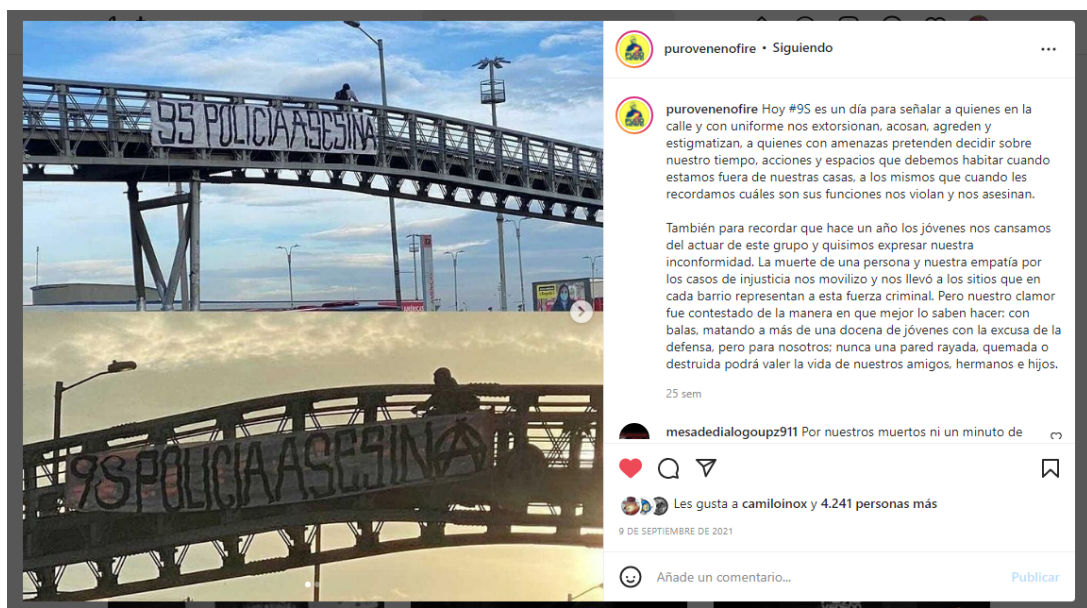 9S POLICIA ASESINA
AMÉRICAS
9S POLICIA ASESINA
purovenenofire • Siguiendo
purovenenofire Hoy #9S es un día para señalar a quienes en la
calle y con uniforme nos extorsionan, acosan, agreden y
estigmatizan, a quienes con amenazas pretenden decidir sobre
nuestro tiempo, acciones y espacios que debemos habitar cuando
estamos fuera de nuestras casas, a los mismos que cuando les
recordamos cuáles son sus funciones nos violan y nos asesinan.
También para recordar que hace un año los jóvenes nos cansamos
del actuar de este grupo y quisimos expresar nuestra
inconformidad. La muerte de una persona y nuestra empatía por
los casos de injusticia nos movilizo y nos llevó a los sitios que en
cada barrio representan a esta fuerza criminal. Pero nuestro clamor
fue contestado de la manera en que mejor lo saben hacer: con
balas, matando a más de una docena de jóvenes con la excusa de la
defensa, pero para nosotros; nunca una pared rayada, quemada o
destruida podrá valer la vida de nuestros amigos, hermanos e hijos.
25 sem
mesadedialogoupz911 Por nuestros muertos ni un minuto de
Les gusta a camiloinox y 4.241 personas más
9 DE SEPTIEMBRE DE 2021
Añade un comentario...
Publicar